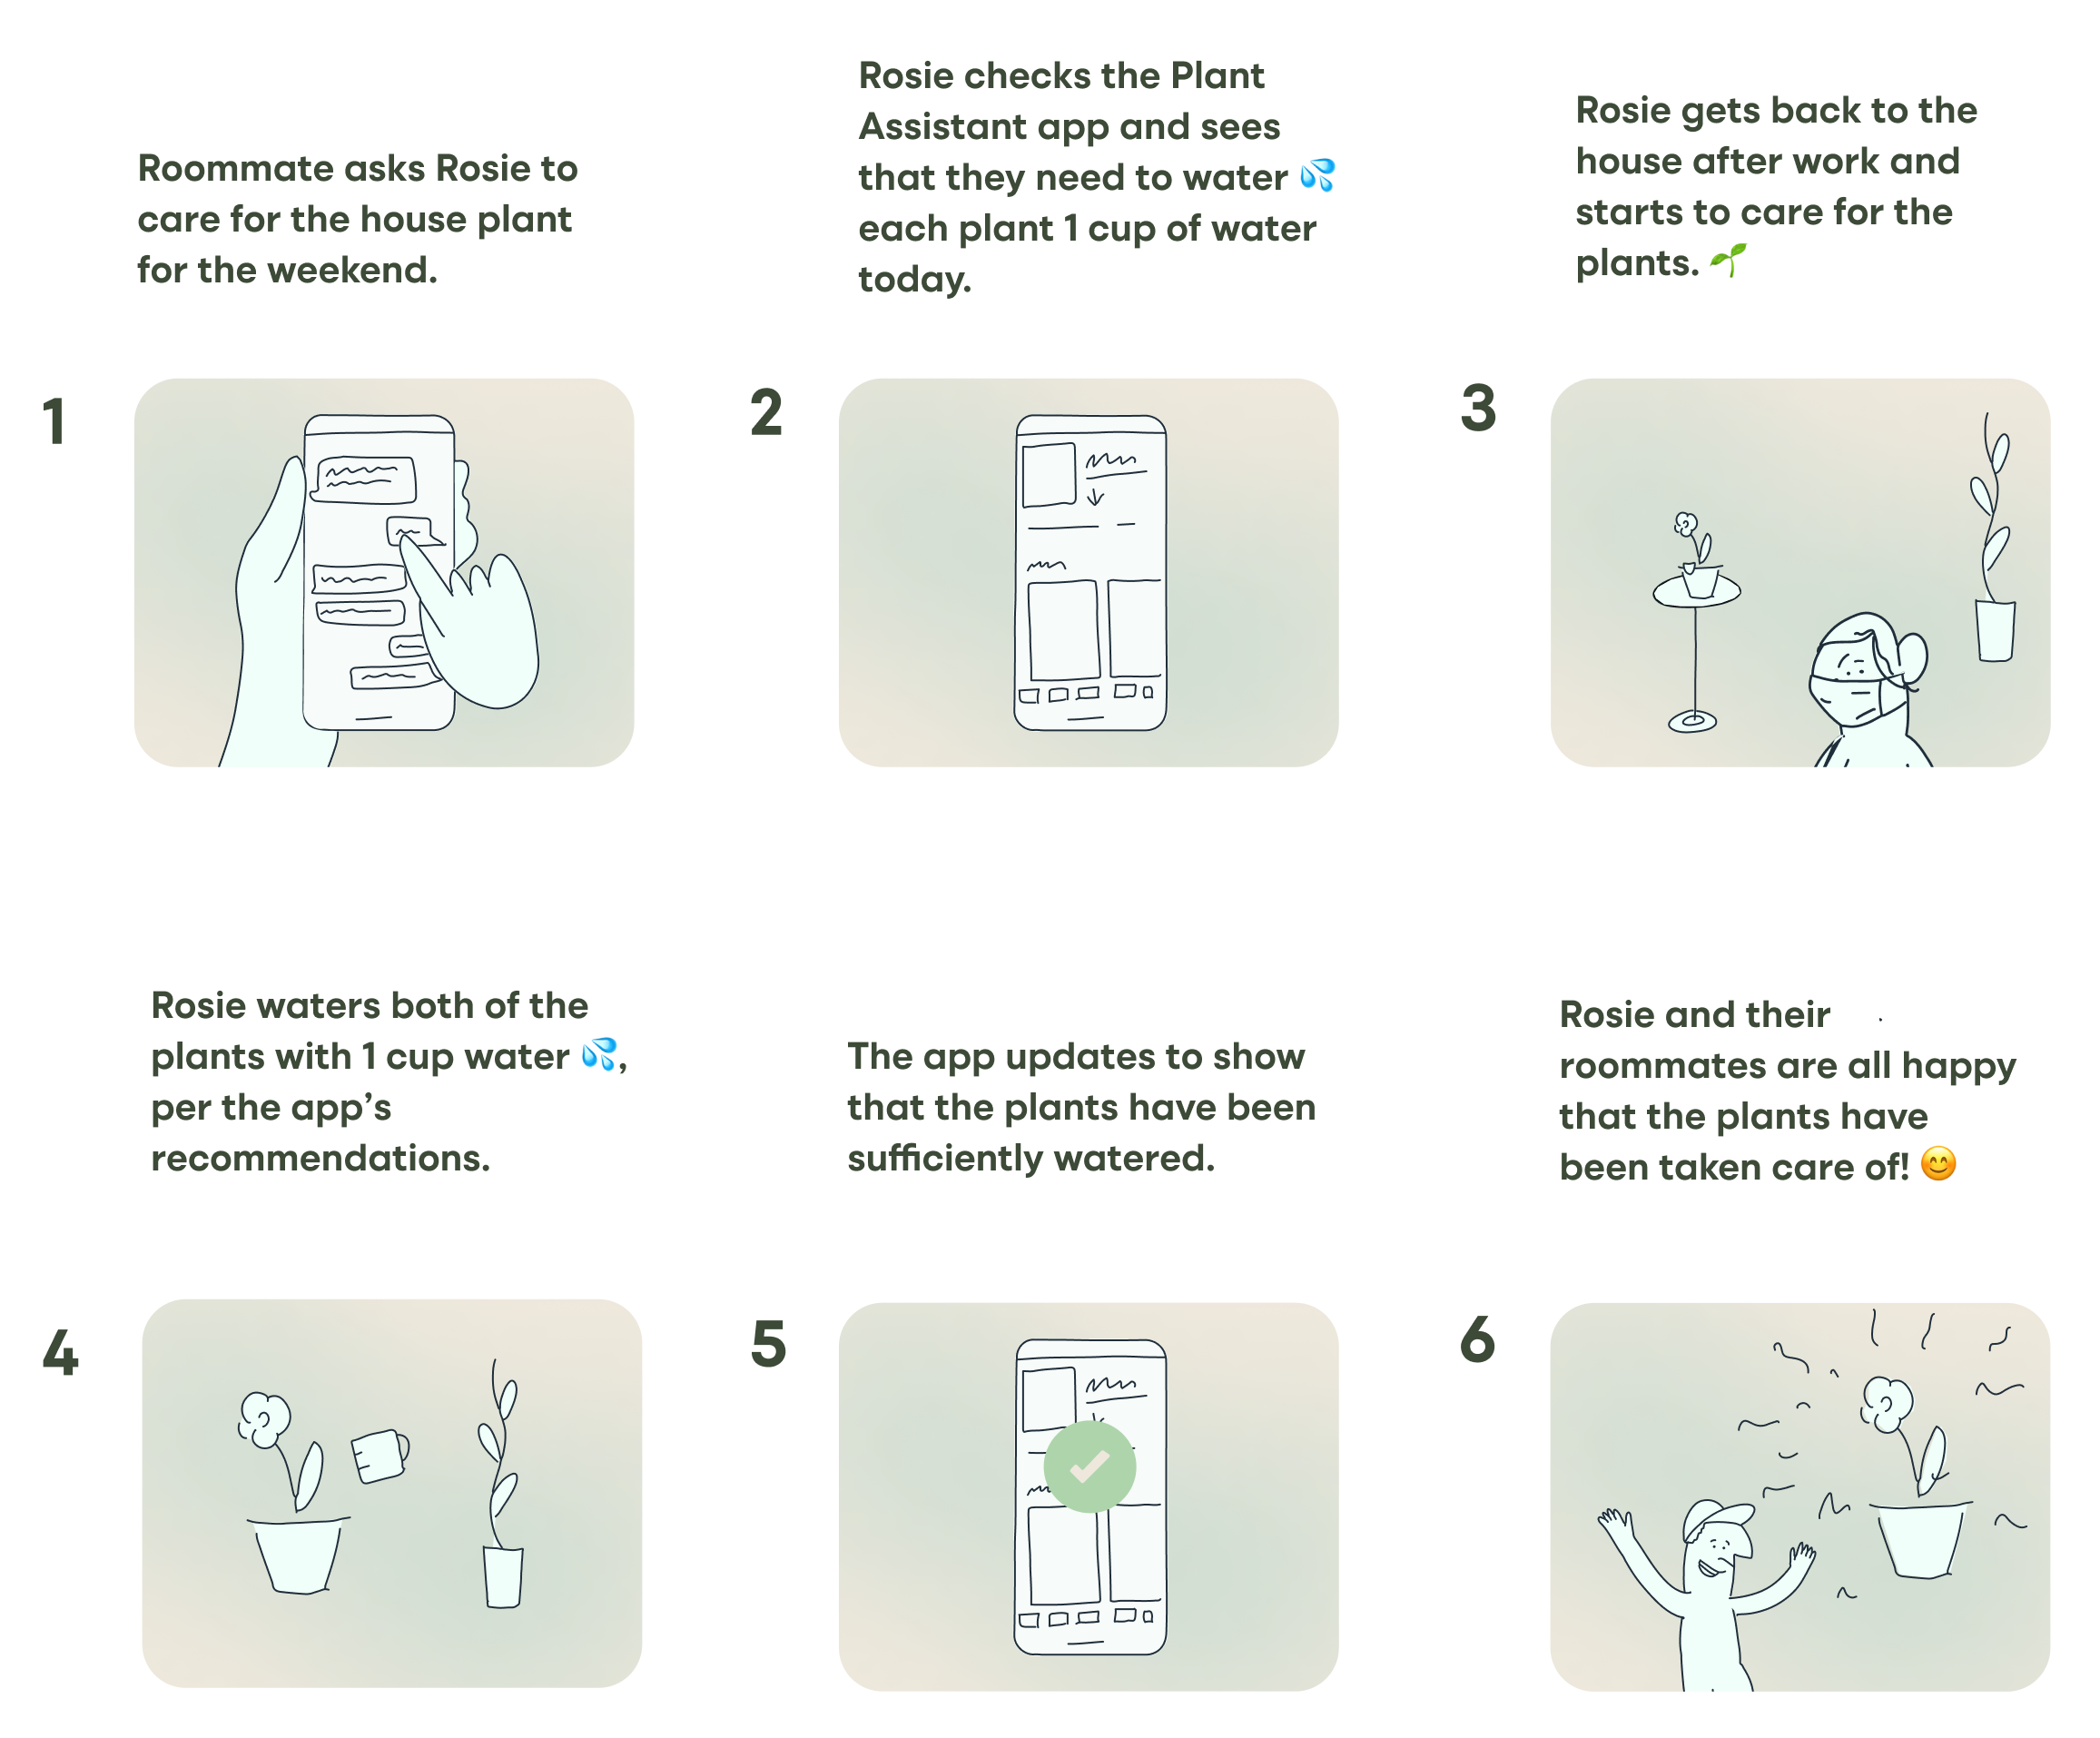 Roommate asks Rosie to
care for the house plant
for the weekend.
1
Rosie checks the Plant
Assistant app and sees
that they need to water 💦
each plant 1 cup of water
today.
2
Rosie gets back to the
house after work and
starts to care for the
plants. 🌱
3
Rosie waters both of the
plants with 1 cup water 💦,
per the app’s
recommendations.
4
The app updates to show
that the plants have been
sufficiently watered.
5
Rosie and their
roommates are all happy
that the plants have
been taken care of! 😊
6